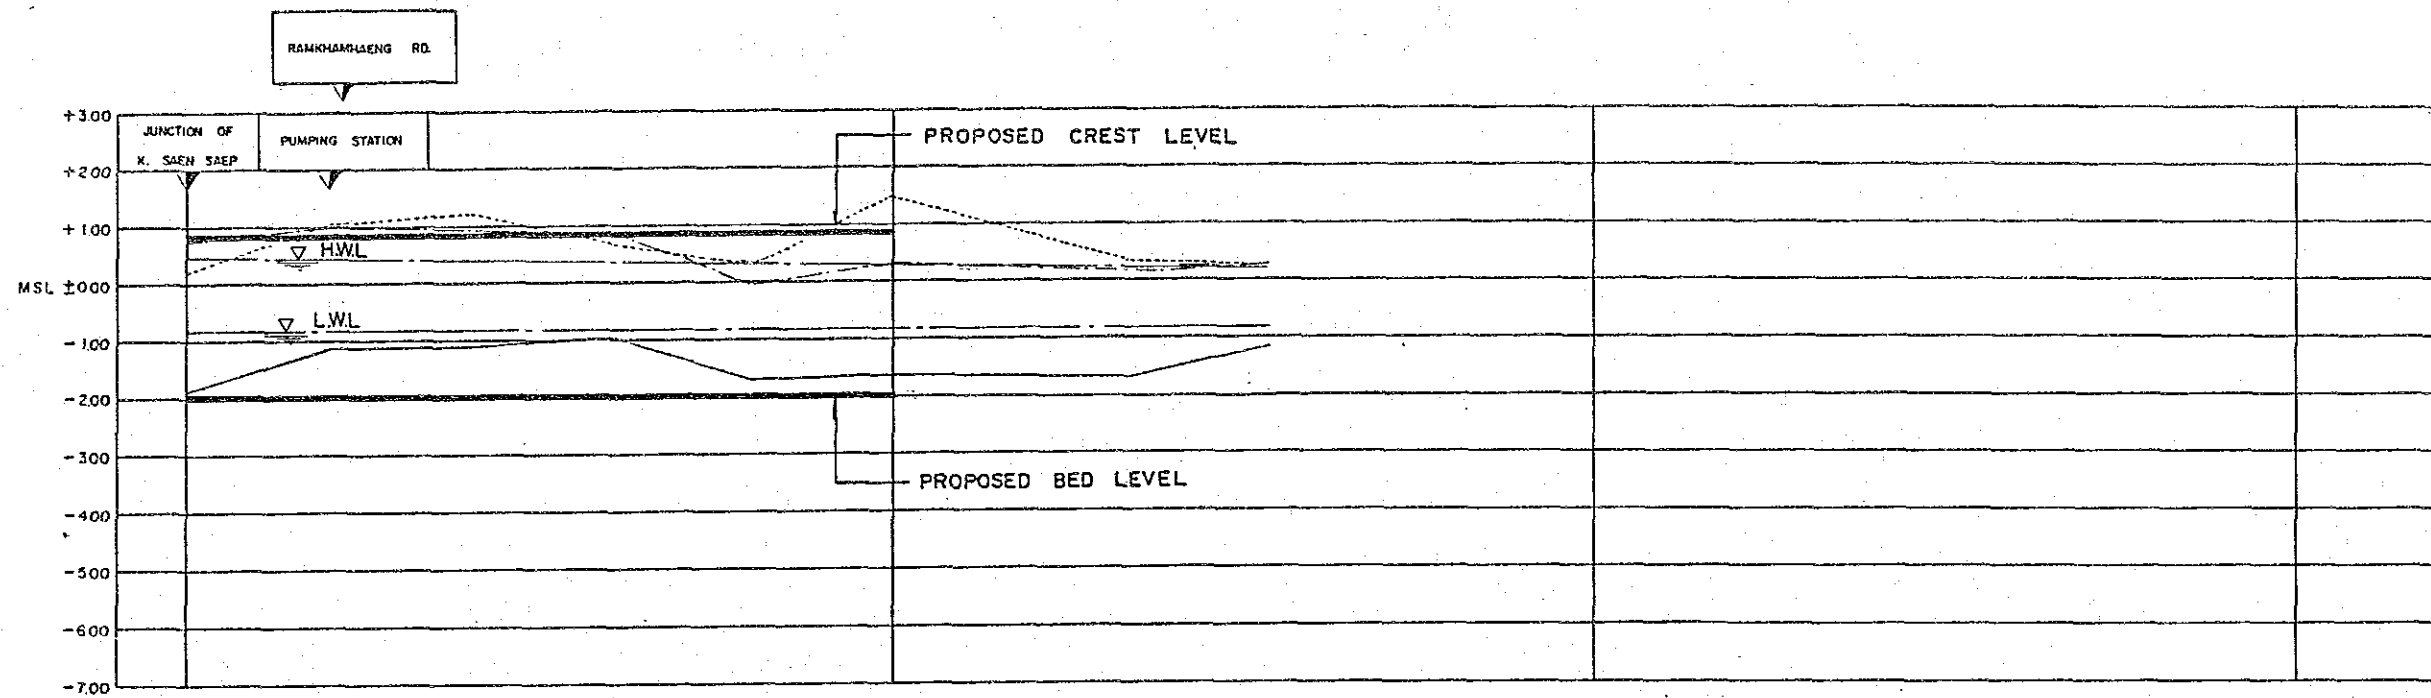 RAMKHAMHAENG RD.
+3.00
JUNCTION OF
K. SAEN SAEP
PUMPING STATION
PROPOSED CREST LEVEL
+2.00
+1.00
H.W.L
MSL ±0.00
L.W.L
-1.00
-2.00
-3.00
PROPOSED BED LEVEL
-4.00
-5.00
-6.00
-7.00